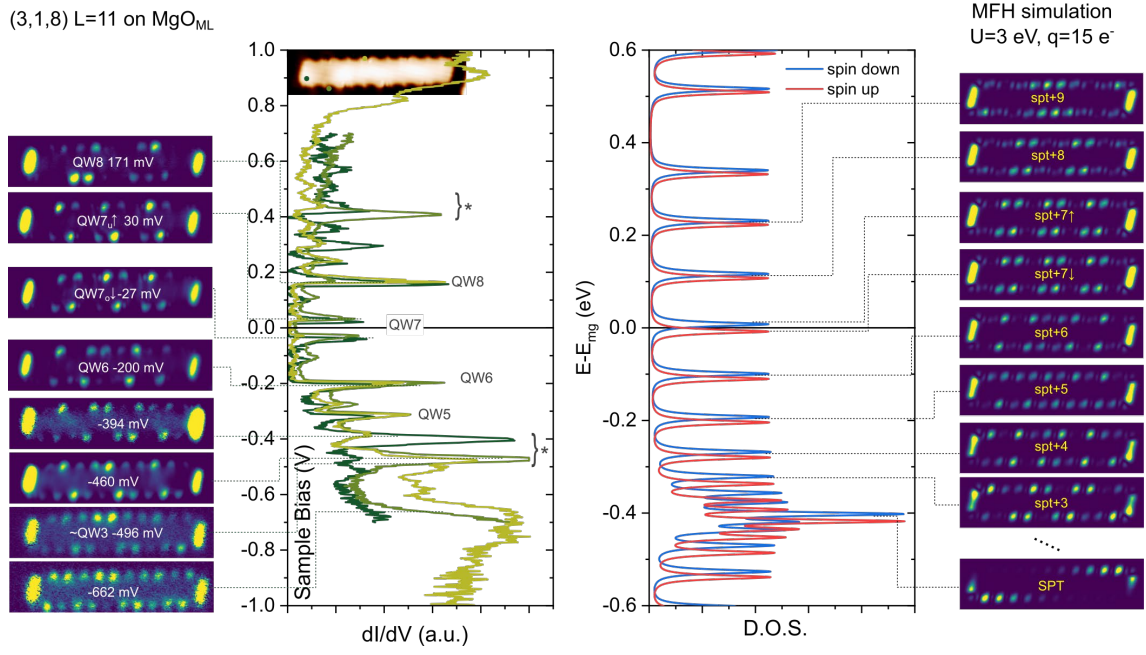 (3,1,8) L=11 on MgO_ML
MFH simulation
U=3 eV, q=15 e⁻
QW8 171 mV
QW7_u↑ 30 mV
QW7_o↓-27 mV
QW6 -200 mV
-394 mV
-460 mV
~QW3 -496 mV
-662 mV
Sample Bias (V)
1.0
0.8
0.6
0.4
0.2
0.0
-0.2
-0.4
-0.6
-0.8
-1.0
}*
QW8
QW7
QW6
QW5
}*
dI/dV (a.u.)
E-E_mg (eV)
0.6
0.4
0.2
0.0
-0.2
-0.4
-0.6
spin down
spin up
D.O.S.
spt+9
spt+8
spt+7↑
spt+7↓
spt+6
spt+5
spt+4
spt+3
.....
SPT